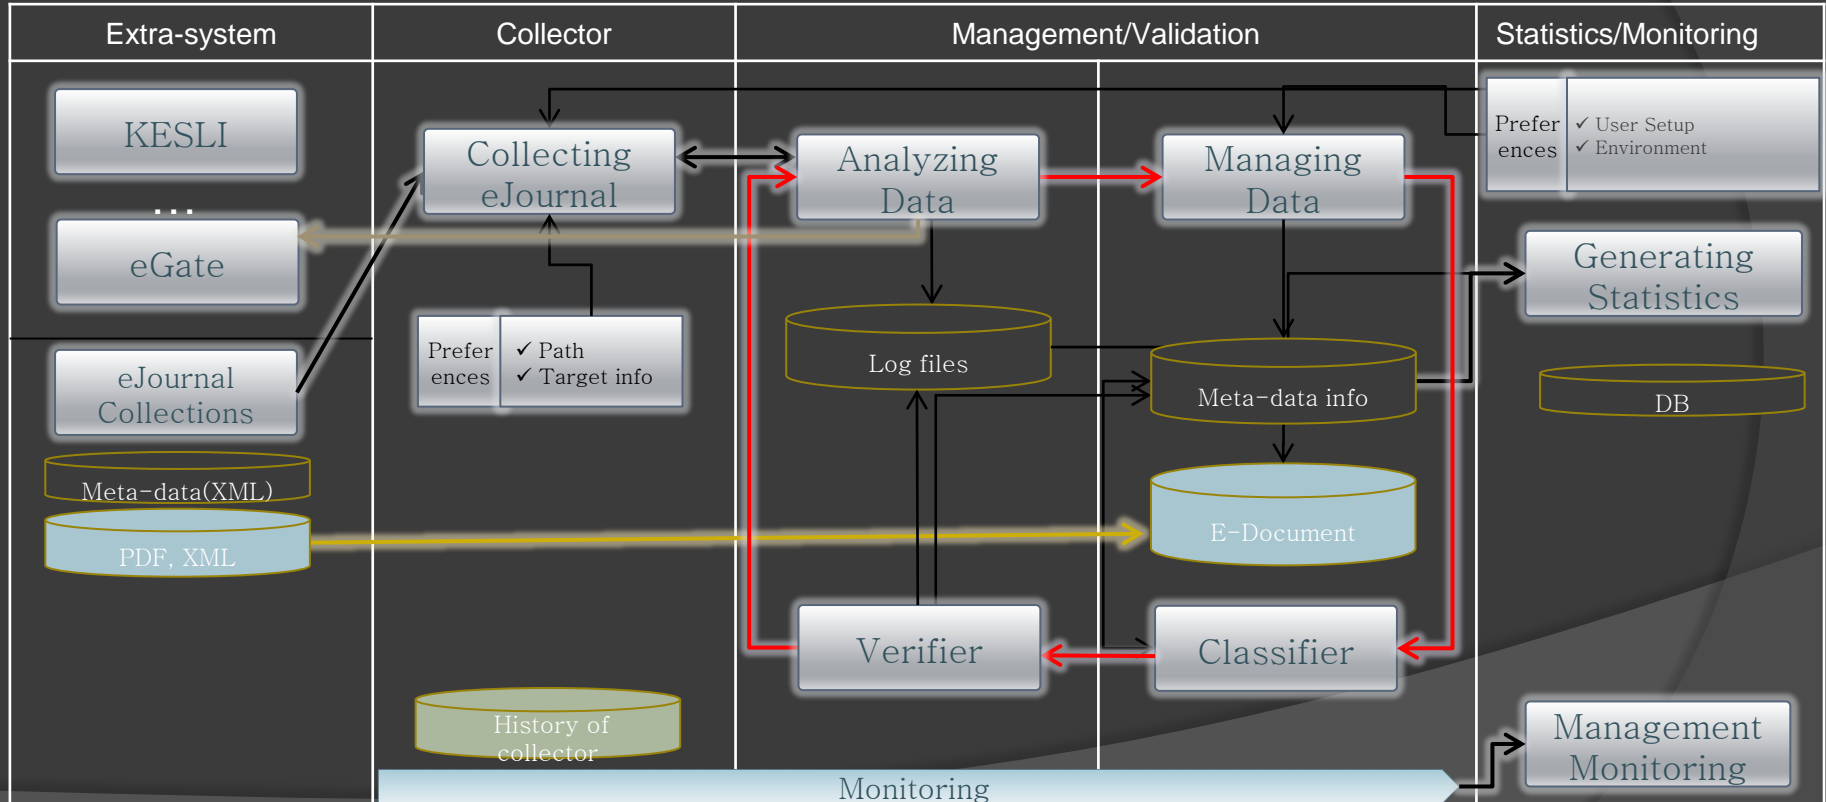 Extra-system
Collector
Management/Validation
Statistics/Monitoring
KESLI
...
eGate
eJournal
Collections
Meta-data(XML)
PDF, XML
Collecting
eJournal
Prefer
ences
✓ Path
✓ Target info
History of
collector
Analyzing
Data
Log files
Verifier
Managing
Data
Meta-data info
E-Document
Classifier
Prefer
ences
✓ User Setup
✓ Environment
Generating
Statistics
DB
Management
Monitoring
Monitoring